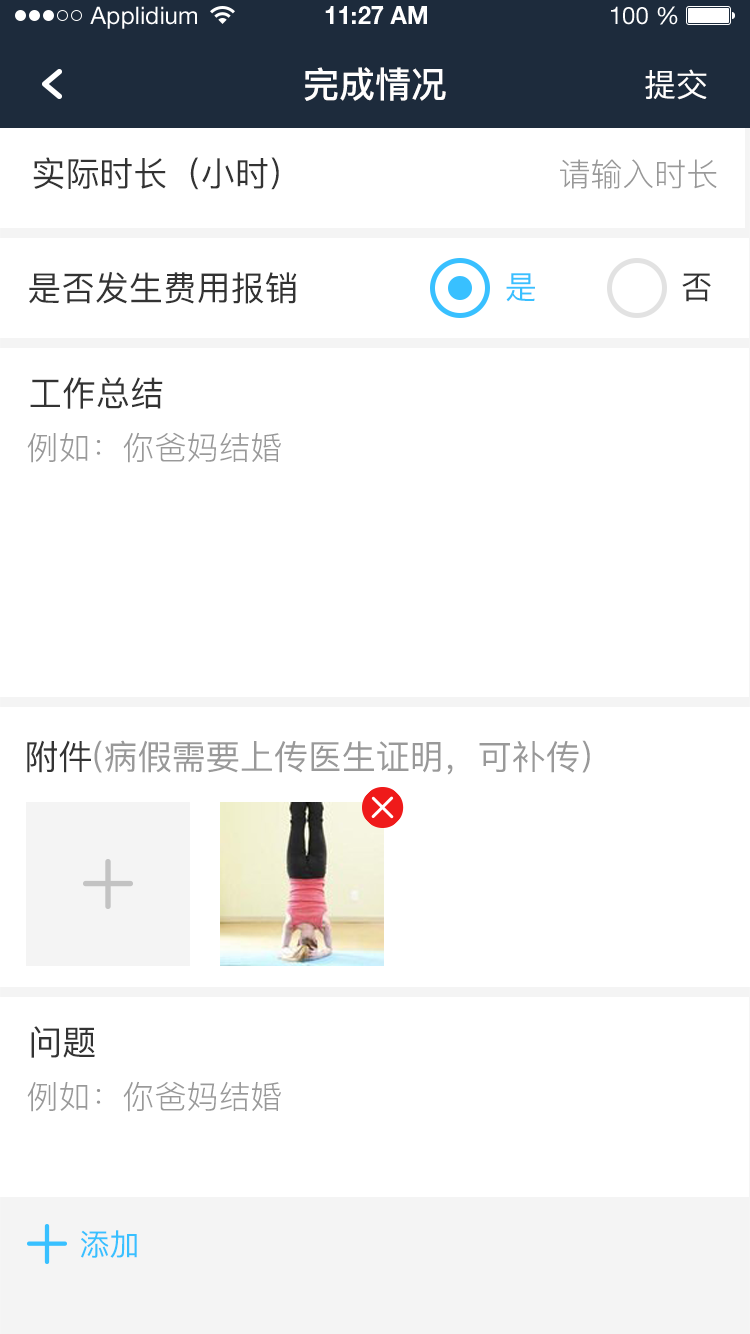 Applidium 11:27 AM 100 %
完成情况 提交
实际时长（小时） 请输入时长
是否发生费用报销 是 否
工作总结
例如：你爸妈结婚
附件(病假需要上传医生证明，可补传)
问题
例如：你爸妈结婚
添加